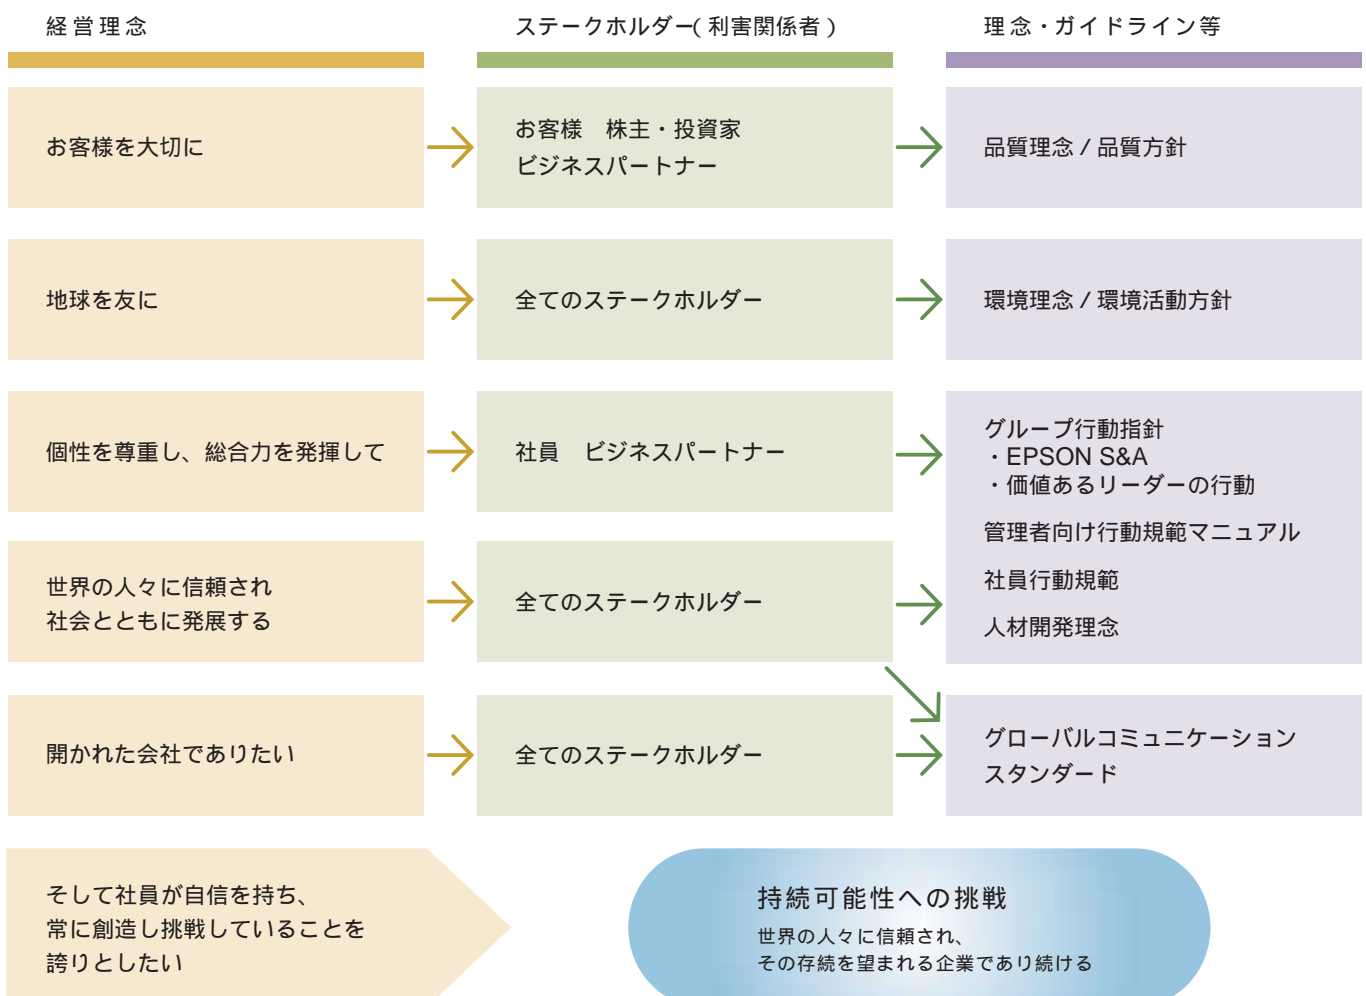 経営理念
ステークホルダー(利害関係者)
理念・ガイドライン等
お客様を大切に
お客様　株主・投資家
ビジネスパートナー
品質理念 / 品質方針
地球を友に
全てのステークホルダー
環境理念 / 環境活動方針
個性を尊重し、総合力を発揮して
社員　ビジネスパートナー
グループ行動指針
・EPSON S&A
・価値あるリーダーの行動
管理者向け行動規範マニュアル
社員行動規範
人材開発理念
世界の人々に信頼され
社会とともに発展する
全てのステークホルダー
開かれた会社でありたい
全てのステークホルダー
グローバルコミュニケーション
スタンダード
そして社員が自信を持ち、
常に創造し挑戦していることを
誇りとしたい
持続可能性への挑戦
世界の人々に信頼され、
その存続を望まれる企業であり続ける